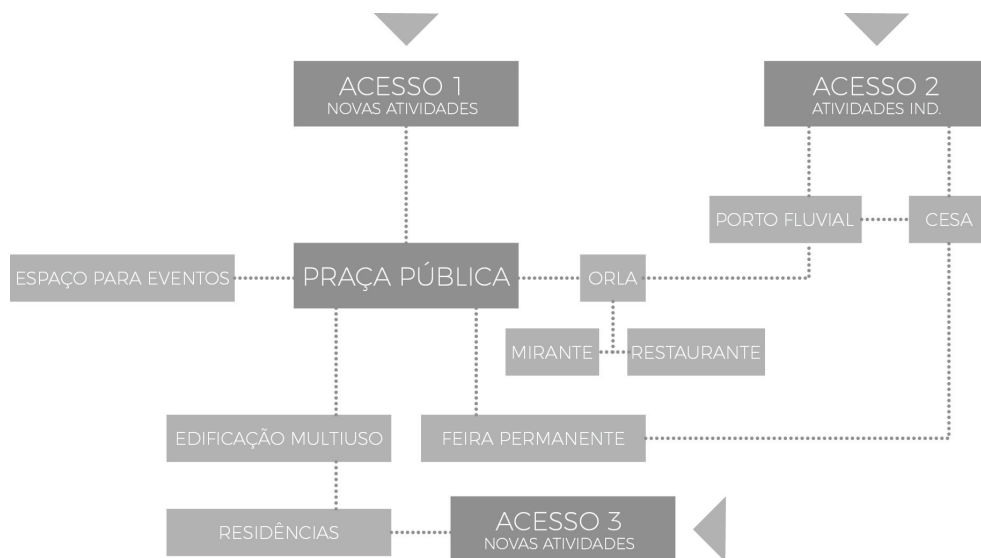 ACESSO 1
NOVAS ATIVIDADES
ACESSO 2
ATIVIDADES IND.
PORTO FLUVIAL
CESA
ESPAÇO PARA EVENTOS
PRAÇA PÚBLICA
ORLA
MIRANTE
RESTAURANTE
EDIFICAÇÃO MULTIUSO
FEIRA PERMANENTE
RESIDÊNCIAS
ACESSO 3
NOVAS ATIVIDADES